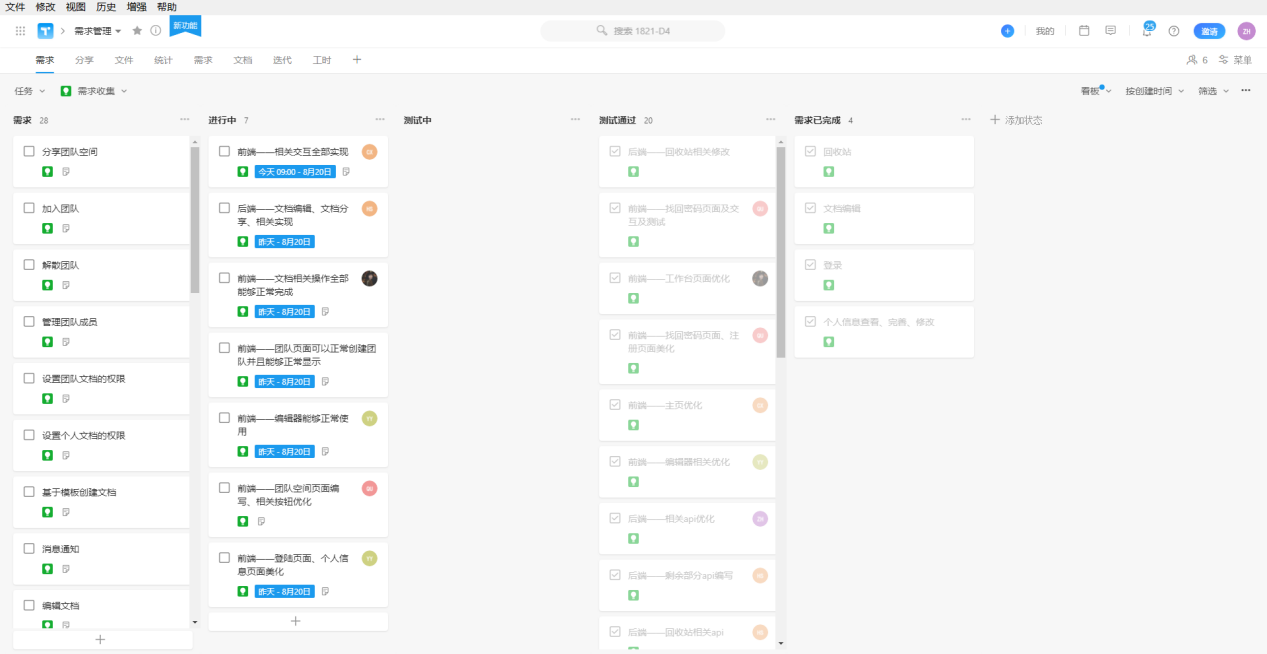 文件 修改 视图 历史 增强 帮助
需求管理 新功能 搜索 1821-D4 我的 25 邀请 ZH
需求 分享 文件 统计 需求 文档 迭代 工时 6 菜单
任务 需求收集 看板 按创建时间 筛选
需求 28
分享团队空间
加入团队
解散团队
管理团队成员
设置团队文档的权限
设置个人文档的权限
基于模板创建文档
消息通知
编辑文档
进行中 7
前端——相关交互全部实现
今天 09:00 - 8月20日
后端——文档编辑、文档分
享、相关实现
昨天 - 8月20日
前端——文档相关操作全部
能够正常完成
昨天 - 8月20日
前端——团队页面可以正常创建团
队并且能够正常显示
昨天 - 8月20日
前端——编辑器能够正常使
用
昨天 - 8月20日
前端——团队空间页面编
写、相关按钮优化
前端——登陆页面、个人信
息页面美化
昨天 - 8月20日
测试中
测试通过 20
后端——回收站相关修改
前端——找回密码页面及交
互及测试
前端——工作台页面优化
前端——找回密码页面、注
册页面美化
前端——主页优化
前端——编辑器相关优化
后端——相关api优化
后端——剩余部分api编写
后端——回收站相关api
需求已完成 4
回收站
文档编辑
登录
个人信息查看、完善、修改
添加状态